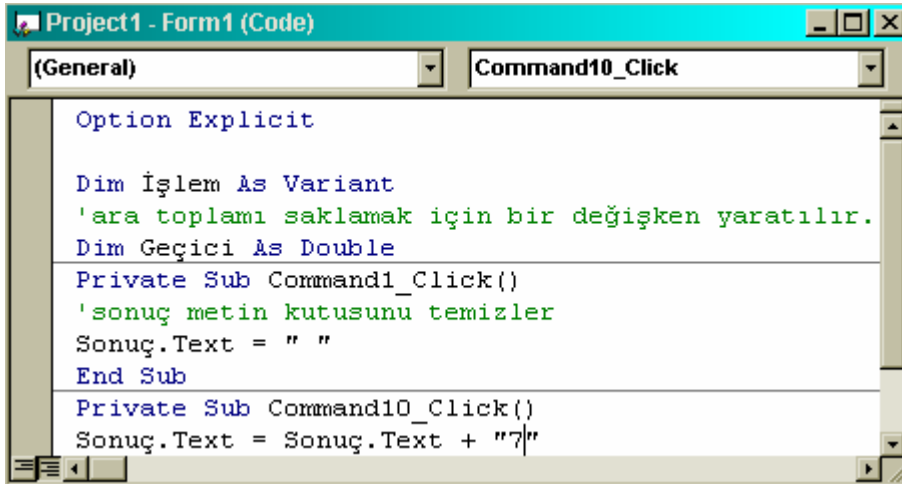 Project1 - Form1 (Code)
(General) Command10_Click
Option Explicit
Dim İşlem As Variant
'ara toplamı saklamak için bir değişken yaratılır.
Dim Geçici As Double
Private Sub Command1_Click()
'sonuç metin kutusunu temizler
Sonuç.Text = " "
End Sub
Private Sub Command10_Click()
Sonuç.Text = Sonuç.Text + "7"